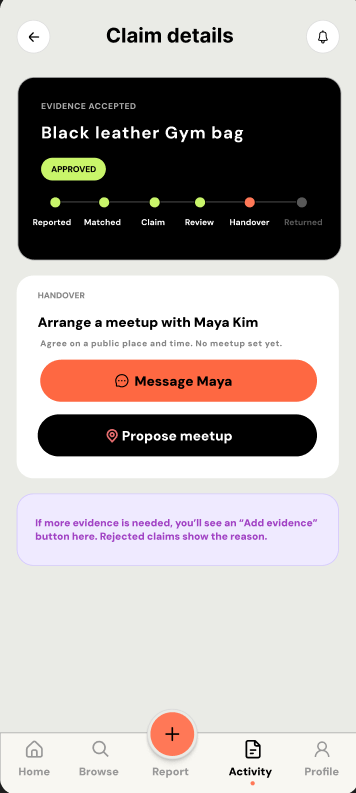 Claim details
EVIDENCE ACCEPTED
Black leather Gym bag
APPROVED
Reported Matched Claim Review Handover Returned
HANDOVER
Arrange a meetup with Maya Kim
Agree on a public place and time. No meetup set yet.
Message Maya
Propose meetup
If more evidence is needed, you’ll see an “Add evidence”
button here. Rejected claims show the reason.
Home Browse Report Activity Profile